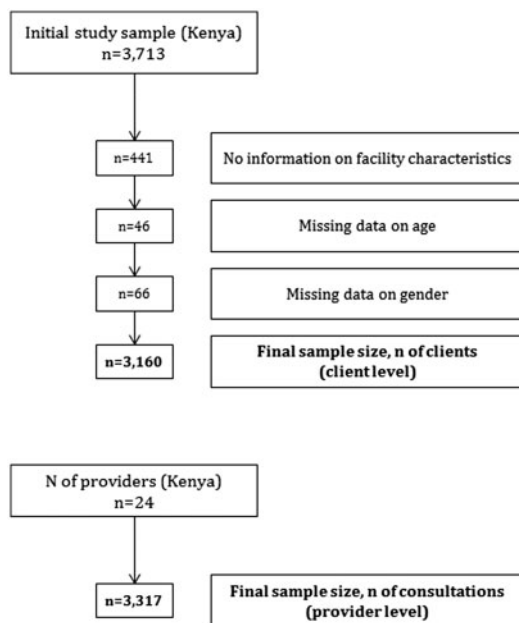 Initial study sample (Kenya)
n=3,713
n=441
No information on facility characteristics
n=46
Missing data on age
n=66
Missing data on gender
n=3,160
Final sample size, n of clients
(client level)
N of providers (Kenya)
n=24
n=3,317
Final sample size, n of consultations
(provider level)